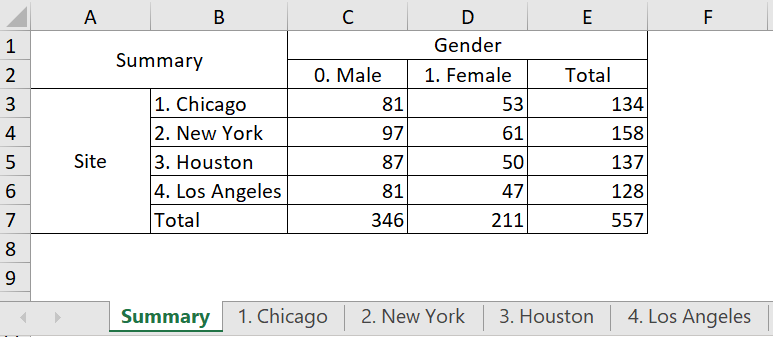 A B C D E F
1 Gender
Summary
2 0. Male 1. Female Total
3 1. Chicago 81 53 134
4 2. New York 97 61 158
5 Site 3. Houston 87 50 137
6 4. Los Angeles 81 47 128
7 Total 346 211 557
8
9
Summary 1. Chicago 2. New York 3. Houston 4. Los Angeles